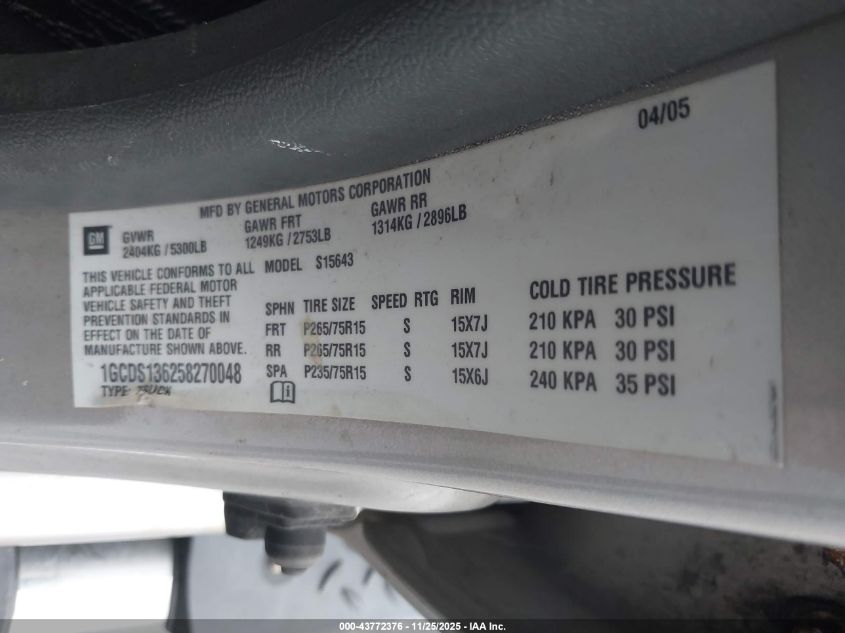 04/05
MFD BY GENERAL MOTORS CORPORATION
GM
GVWR GAWR FRT GAWR RR
2404KG / 5300LB 1249KG / 2753LB 1314KG / 2896LB
THIS VEHICLE CONFORMS TO ALL
APPLICABLE FEDERAL MOTOR
VEHICLE SAFETY AND THEFT
PREVENTION STANDARDS IN
EFFECT ON THE DATE OF
MANUFACTURE SHOWN ABOVE.
1GCDS136258270048
TYPE: TRUCK
MODEL S15643
SPHN TIRE SIZE SPEED RTG RIM COLD TIRE PRESSURE
FRT P265/75R15 S 15X7J 210 KPA 30 PSI
RR P265/75R15 S 15X7J 210 KPA 30 PSI
SPA P235/75R15 S 15X6J 240 KPA 35 PSI
000-43772376 - 11/25/2025 - IAA Inc.